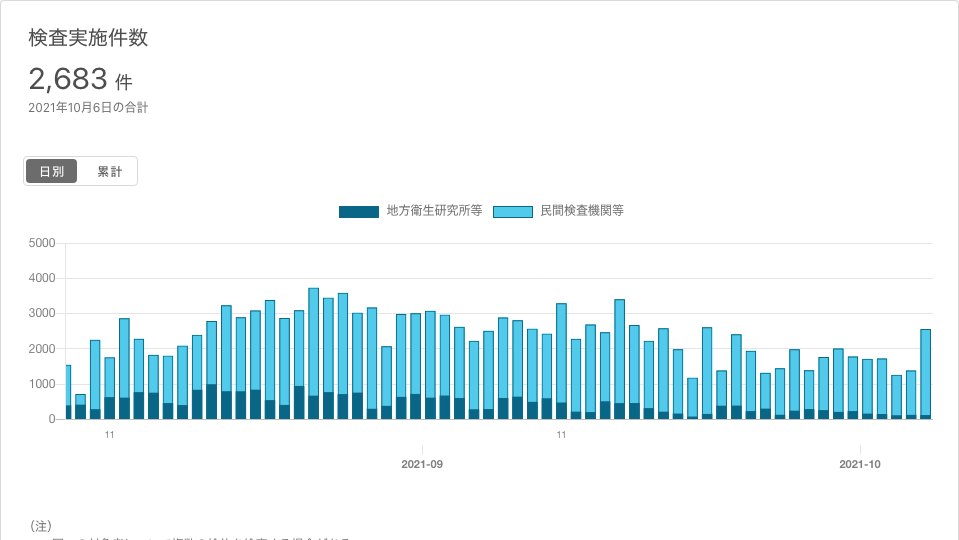 検査実施件数
2,683 件
2021年10月6日の合計
日別 累計
地方衛生研究所等 民間検査機関等
5000
4000
3000
2000
1000
0
11 11
2021-09 2021-10
（注）